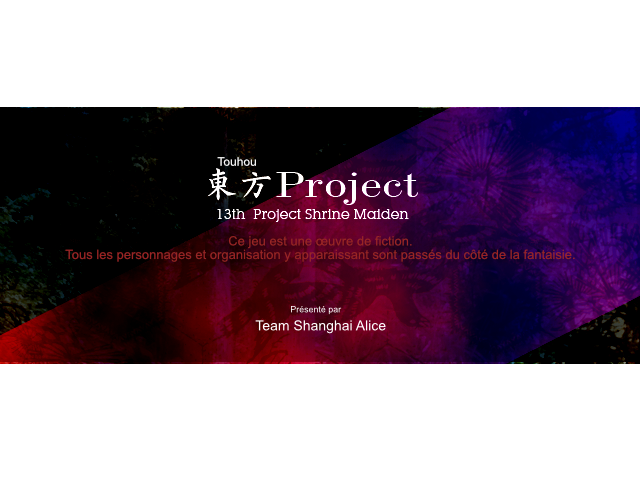 Touhou
東方Project
13th Project Shrine Maiden
Ce jeu est une œuvre de fiction.
Tous les personnages et organisation y apparaissant sont passés du côté de la fantaisie.
Présenté par
Team Shanghai Alice